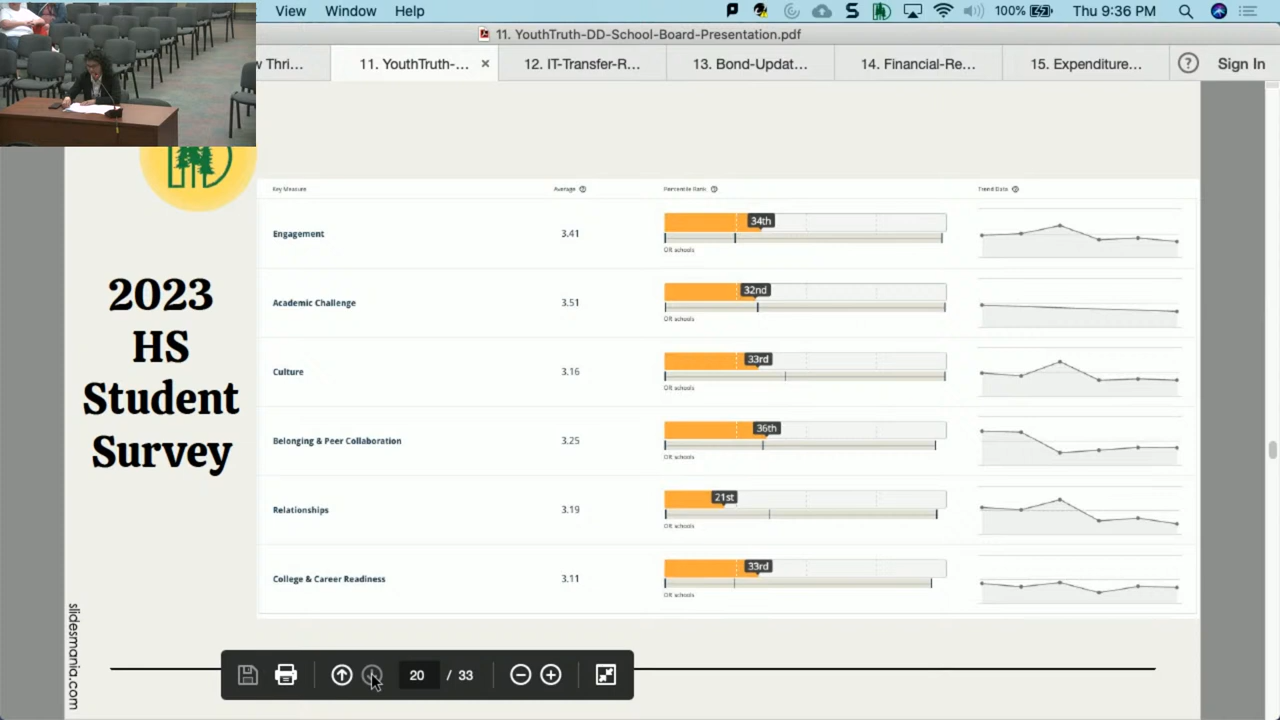 View Window Help 100% Thu 9:36 PM
11. YouthTruth-DD-School-Board-Presentation.pdf
w Thri... 11. YouthTruth-... × 12. IT-Transfer-R... 13. Bond-Updat... 14. Financial-Re... 15. Expenditure... ? Sign In
2023
HS
Student
Survey
Key Measure Average Percentile Rank Trend Data
Engagement 3.41 34th
OR schools
Academic Challenge 3.51 32nd
OR schools
Culture 3.16 33rd
OR schools
Belonging & Peer Collaboration 3.25 36th
OR schools
Relationships 3.19 21st
OR schools
College & Career Readiness 3.11 33rd
OR schools
slidesmania.com
20 / 33